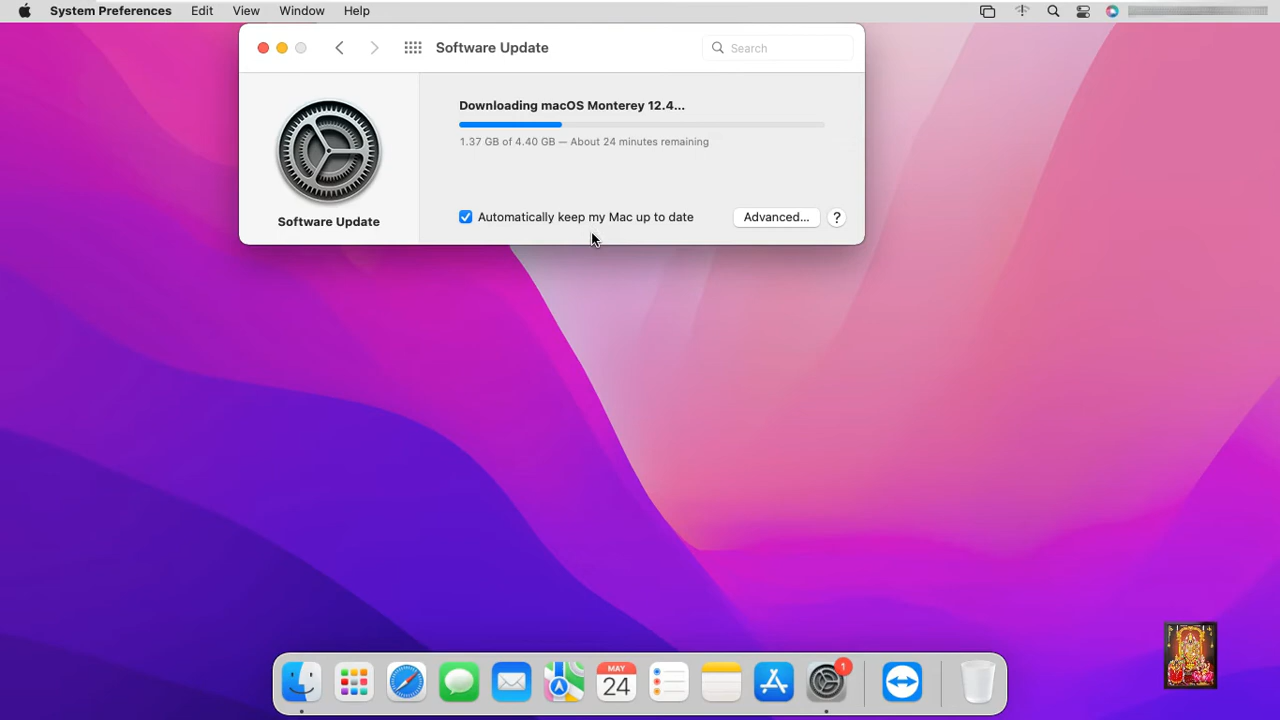 System Preferences Edit View Window Help
Software Update
Search
Downloading macOS Monterey 12.4...
1.37 GB of 4.40 GB — About 24 minutes remaining
Automatically keep my Mac up to date
Advanced...
?
Software Update
MAY
24
1